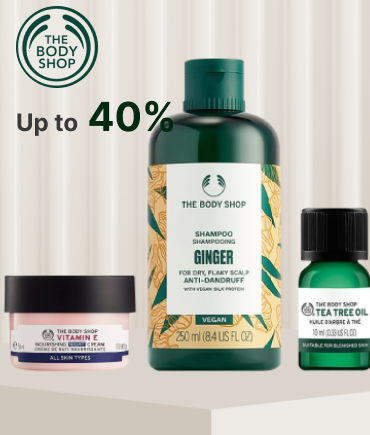 THE
BODY
SHOP
Up to 40%
THE BODY SHOP
SHAMPOO
SHAMPOOING
GINGER
FOR DRY, FLAKY SCALP
ANTI-DANDRUFF
WITH VEGAN SILK PROTEIN
VEGAN
250 ml (8.4 US FL OZ)
THE BODY SHOP
VITAMIN E
NOURISHING NIGHT CREAM
CRÈME DE NUIT NOURRISSANTE
ALL SKIN TYPES
THE BODY SHOP
TEA TREE OIL
HUILE D'ARBRE À THÉ
10 ml (0.33 US FL OZ)
SUITABLE FOR BLEMISHED SKIN